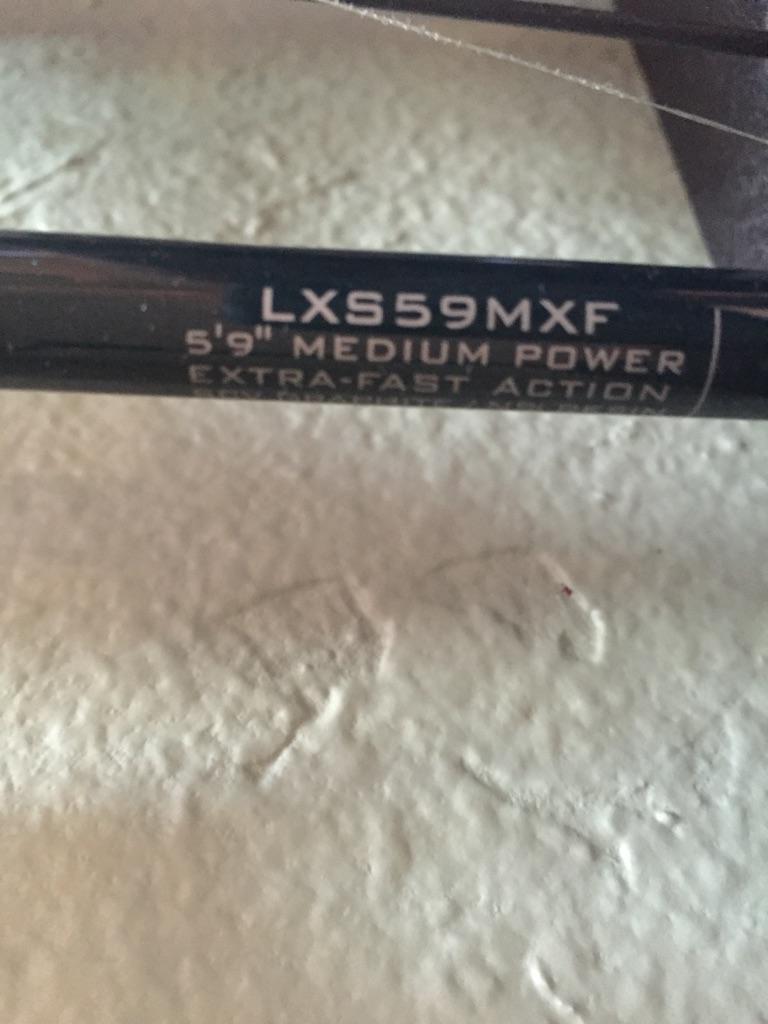 LXS59MXF
5'9" MEDIUM POWER
EXTRA-FAST ACTION